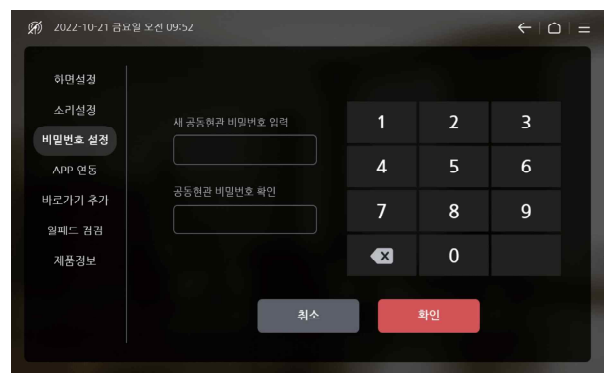 2022-10-21 금요일 오전 09:52
화면설정
소리설정
비밀번호 설정
APP 연동
바로가기 추가
월패드 점검
제품정보
새 공동현관 비밀번호 입력
공동현관 비밀번호 확인
1 2 3
4 5 6
7 8 9
0
취소
확인